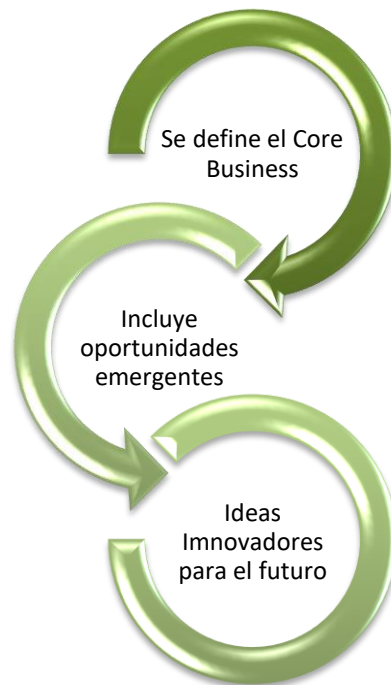 Se define el Core
Business
Incluye
oportunidades
emergentes
Ideas
Imnovadores
para el futuro